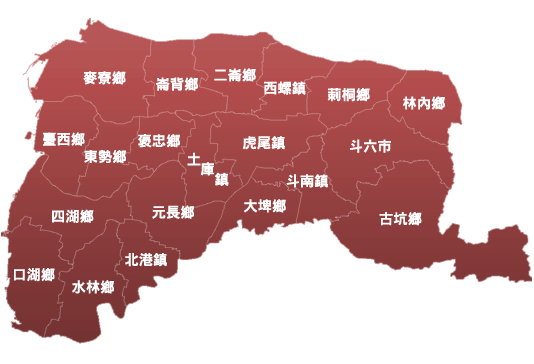 麥寮鄉
崙背鄉
二崙鄉
西螺鎮
莿桐鄉
林內鄉
臺西鄉
東勢鄉
褒忠鄉
土庫鎮
虎尾鎮
斗南鎮
斗六市
四湖鄉
元長鄉
大埤鄉
古坑鄉
口湖鄉
水林鄉
北港鎮